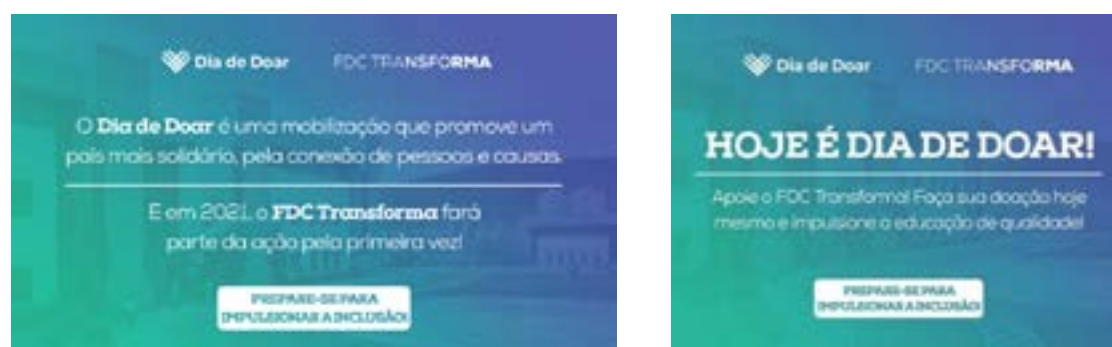 Dia de Doar FDC TRANSFORMA
O Dia de Doar é uma mobilização que promove um
país mais solidário, pela conexão de pessoas e causas.
E em 2021, o FDC Transforma fará
parte da ação pela primeira vez!
PREPARE-SE PARA
IMPULSIONAR A INCLUSÃO!
Dia de Doar FDC TRANSFORMA
HOJE É DIA DE DOAR!
Apoie o FDC Transforma! Faça sua doação hoje
mesmo e impulsione a educação de qualidade!
PREPARE-SE PARA
IMPULSIONAR A INCLUSÃO!